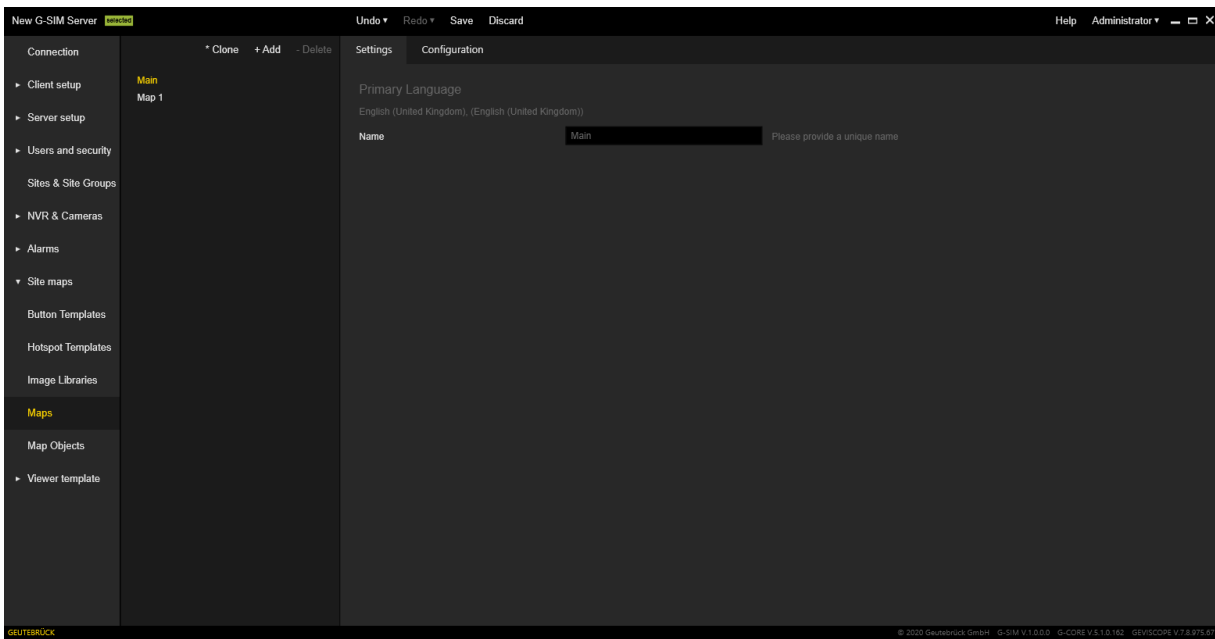 New G-SIM Server selected Undo ▾ Redo ▾ Save Discard Help Administrator ▾
Connection
Client setup
Server setup
Users and security
Sites & Site Groups
NVR & Cameras
Alarms
Site maps
Button Templates
Hotspot Templates
Image Libraries
Maps
Map Objects
Viewer template
* Clone + Add - Delete
Main
Map 1
Settings Configuration
Primary Language
English (United Kingdom), (English (United Kingdom))
Name Main Please provide a unique name
GEUTEBRÜCK © 2020 Geutebrück GmbH G-SIM V.1.0.0.0 G-CORE V.5.1.0.162 GEVISCOPE V.7.8.975.67